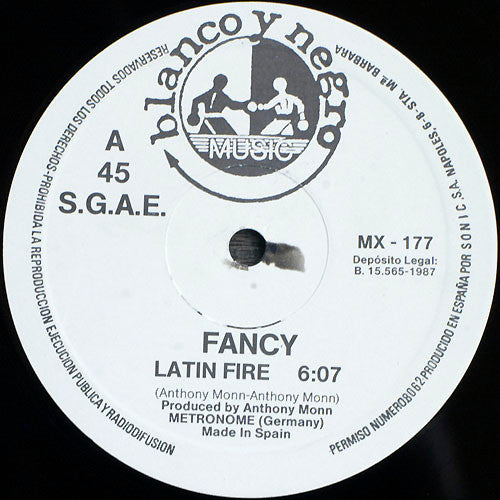 blanco y negro
MUSIC
A
45
S.G.A.E.
MX - 177
Depósito Legal:
B. 15.565-1987
FANCY
LATIN FIRE 6:07
(Anthony Monn-Anthony Monn)
Produced by Anthony Monn
METRONOME (Germany)
Made In Spain
RESERVADOS TODOS LOS DERECHOS-PROHIBIDA LA REPRODUCCION EJECUCION PUBLICA Y RADIODIFUSION
PERMISO NUMERO 8062 PRODUCIDO EN ESPAÑA POR S O N I C S.A. NAPOLES, 6-8-STA. Mª. BARBARA